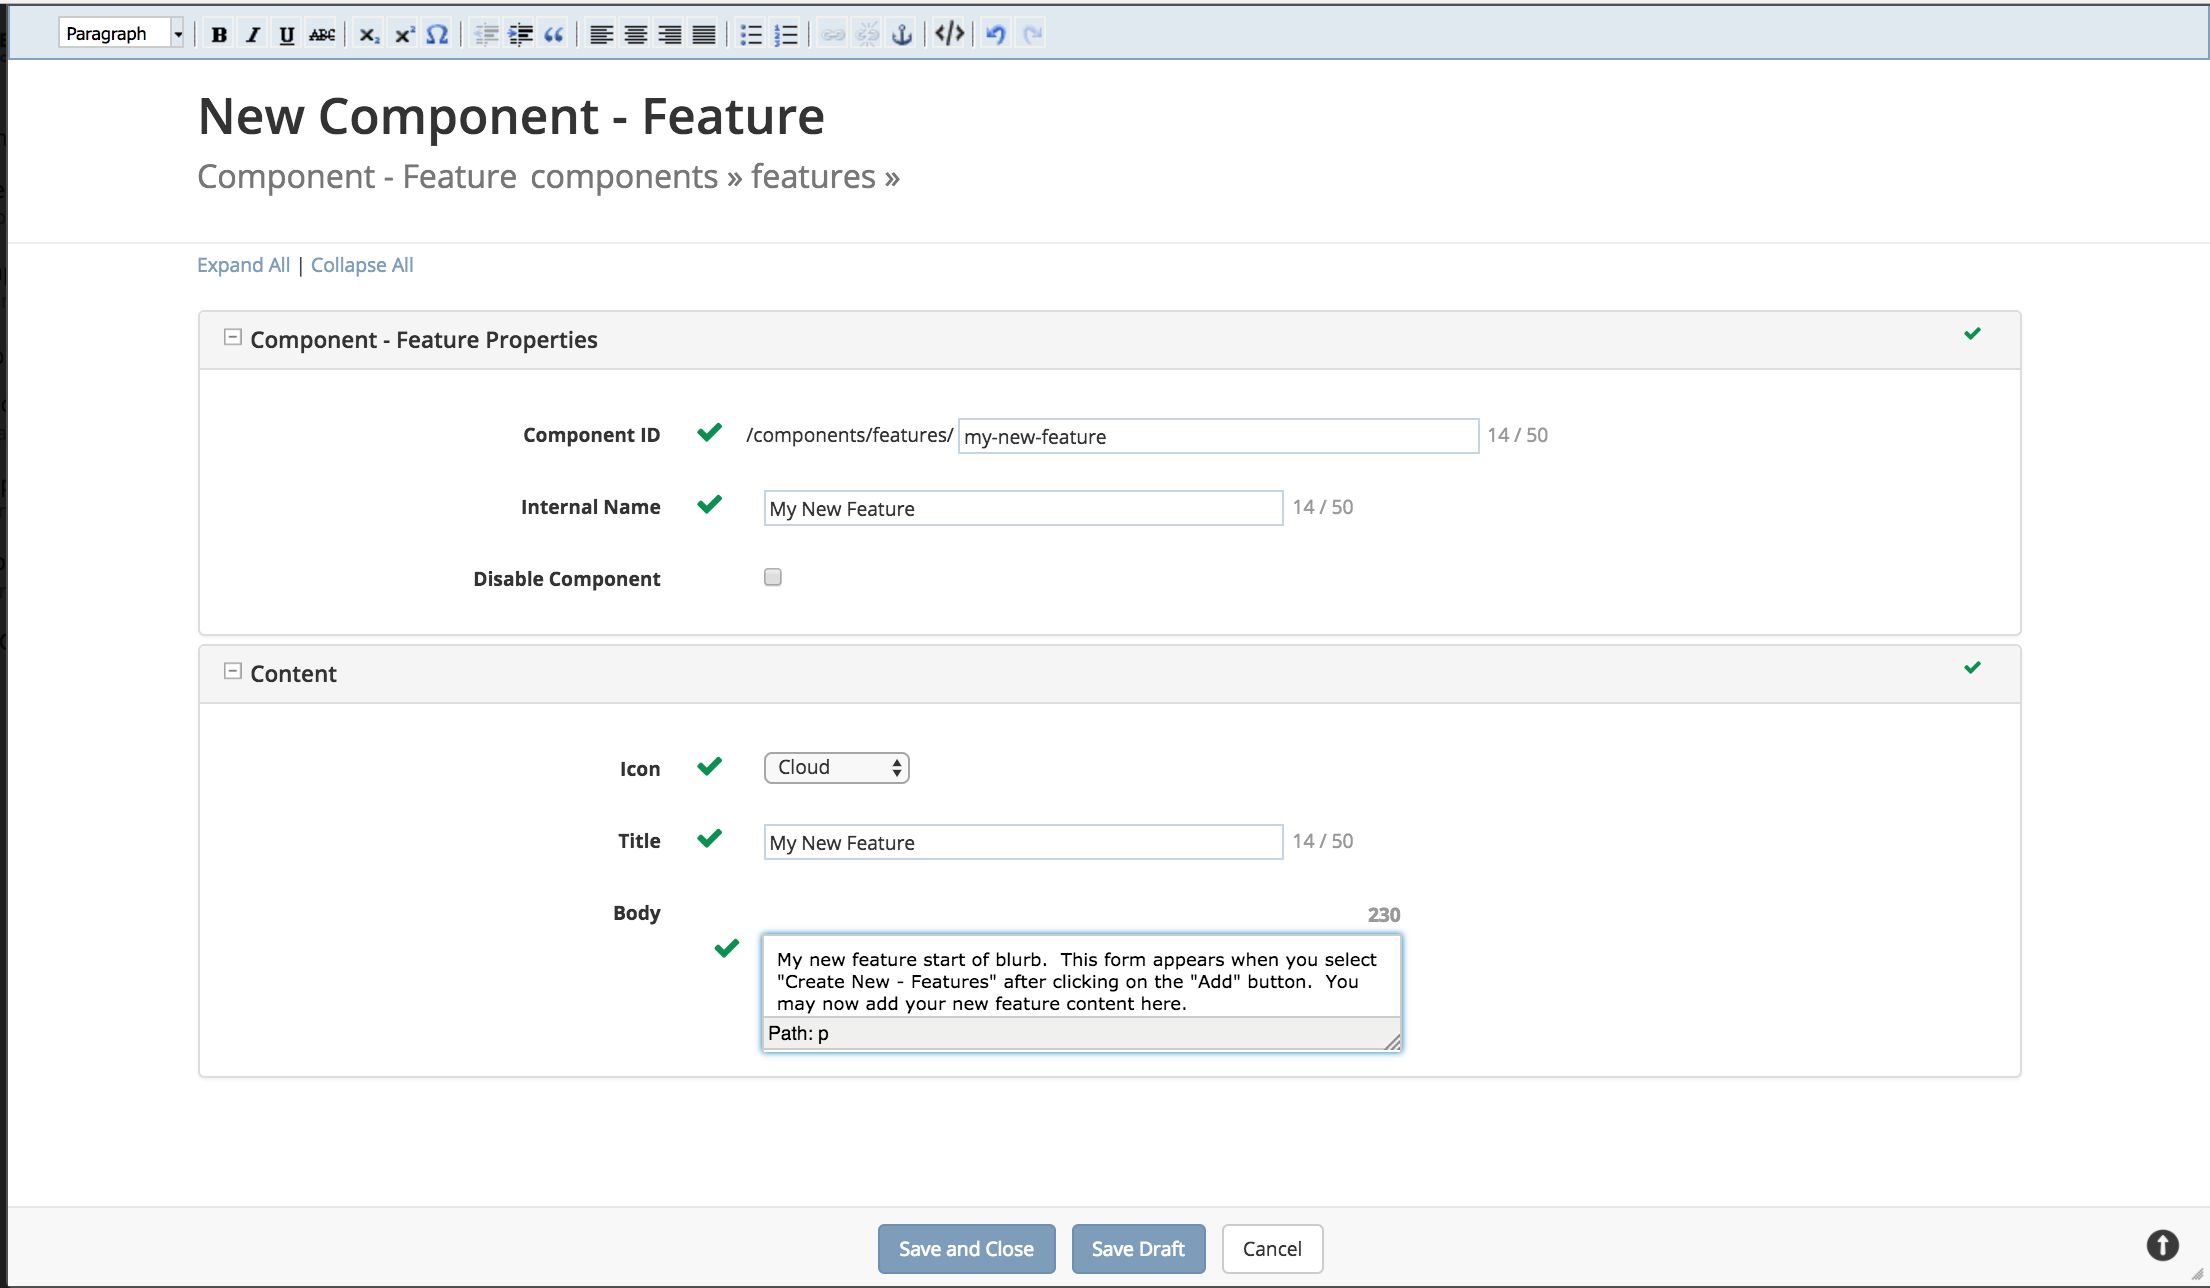 Paragraph B I U ABC x₂ x² Ω “
New Component - Feature
Component - Feature components » features »
Expand All | Collapse All
Component - Feature Properties
Component ID /components/features/ my-new-feature 14 / 50
Internal Name My New Feature 14 / 50
Disable Component
Content
Icon Cloud
Title My New Feature 14 / 50
Body 230
My new feature start of blurb. This form appears when you select
"Create New - Features" after clicking on the "Add" button. You
may now add your new feature content here.
Path: p
Save and Close Save Draft Cancel